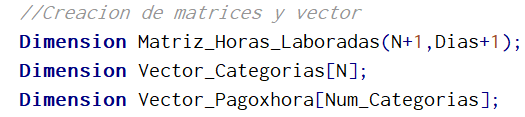 //Creacion de matrices y vector
Dimension Matriz_Horas_Laboradas(N+1,Dias+1);
Dimension Vector_Categorias[N];
Dimension Vector_Pagoxhora[Num_Categorias];